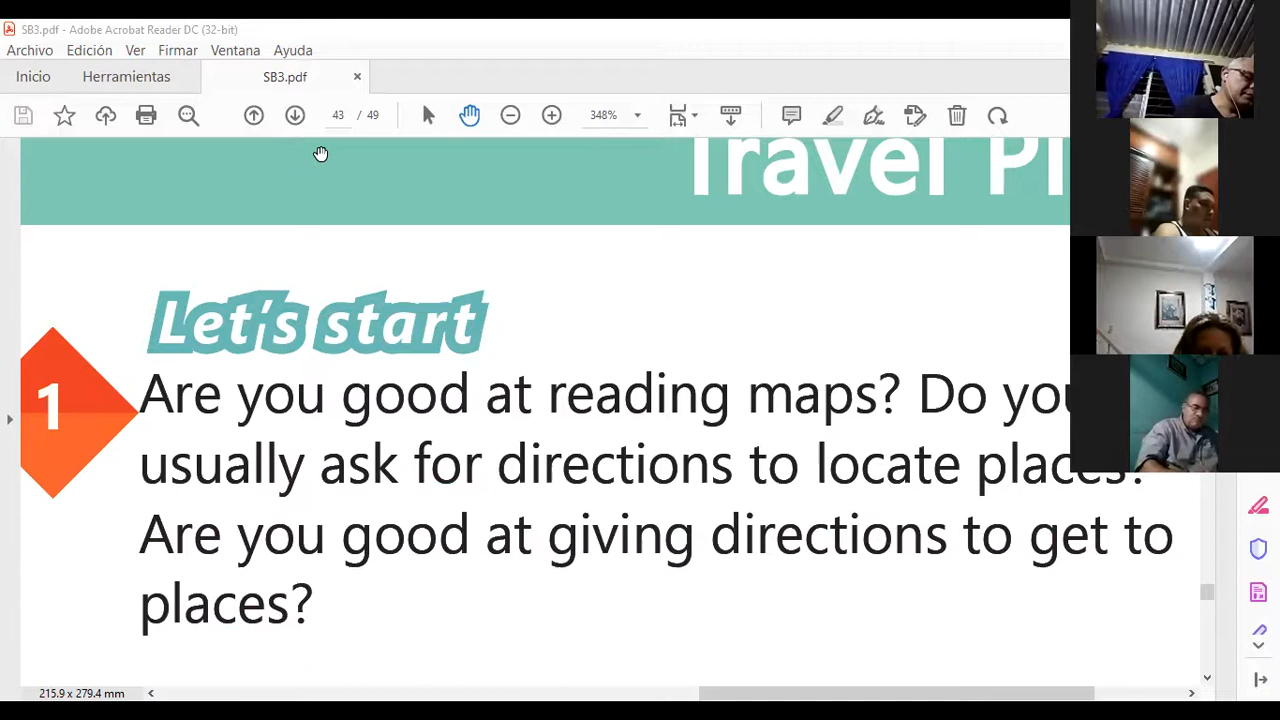 SB3.pdf - Adobe Acrobat Reader DC (32-bit)
Archivo Edición Ver Firmar Ventana Ayuda
Inicio Herramientas SB3.pdf
43 / 49 348%
Travel Pl
Let's start
1
Are you good at reading maps? Do you
usually ask for directions to locate places?
Are you good at giving directions to get to
places?
215.9 x 279.4 mm